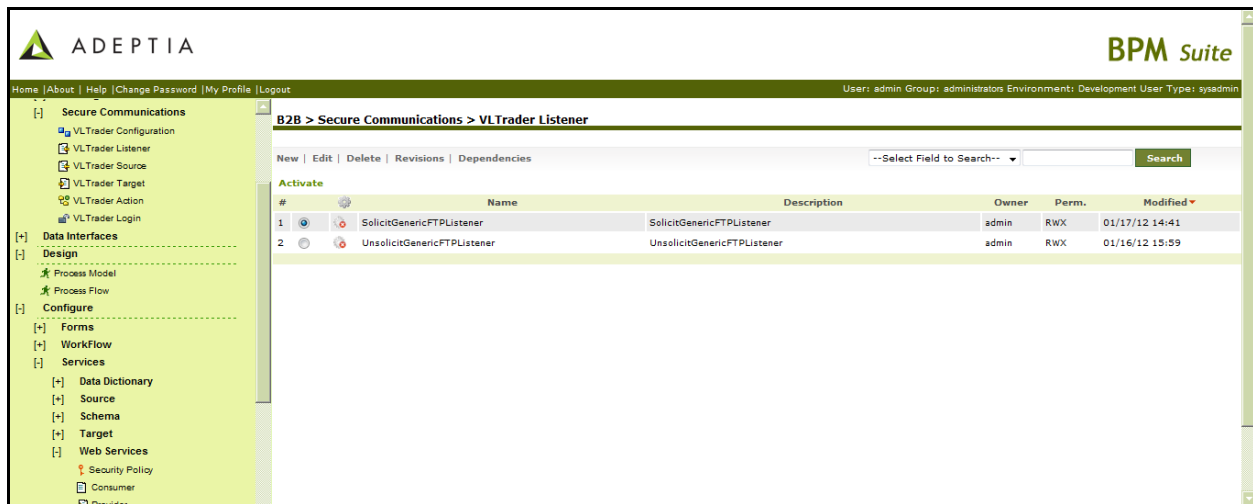 ADEPTIA
BPM Suite
Home |About | Help |Change Password |My Profile |Logout
User: admin Group: administrators Environment: Development User Type: sysadmin
[-] Secure Communications
VLTrader Configuration
VLTrader Listener
VLTrader Source
VLTrader Target
VLTrader Action
VLTrader Login
[+] Data Interfaces
[-] Design
Process Model
Process Flow
[-] Configure
[+] Forms
[+] WorkFlow
[-] Services
[+] Data Dictionary
[+] Source
[+] Schema
[+] Target
[-] Web Services
Security Policy
Consumer
Provider
B2B > Secure Communications > VLTrader Listener
New | Edit | Delete | Revisions | Dependencies
--Select Field to Search--
Search
Activate
# Name Description Owner Perm. Modified
1 SolicitGenericFTPListener SolicitGenericFTPListener admin RWX 01/17/12 14:41
2 UnsolicitGenericFTPListener UnsolicitGenericFTPListener admin RWX 01/16/12 15:59